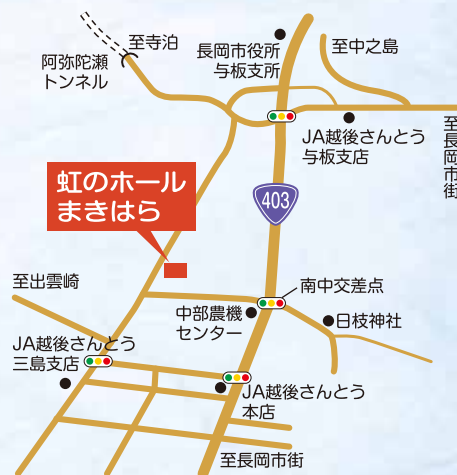 至寺泊
阿弥陀瀬
トンネル
長岡市役所
与板支所
至中之島
JA越後さんとう
与板支店
至長岡市街
虹のホール
まきはら
403
至出雲崎
南中交差点
中部農機
センター
日枝神社
JA越後さんとう
三島支店
JA越後さんとう
本店
至長岡市街